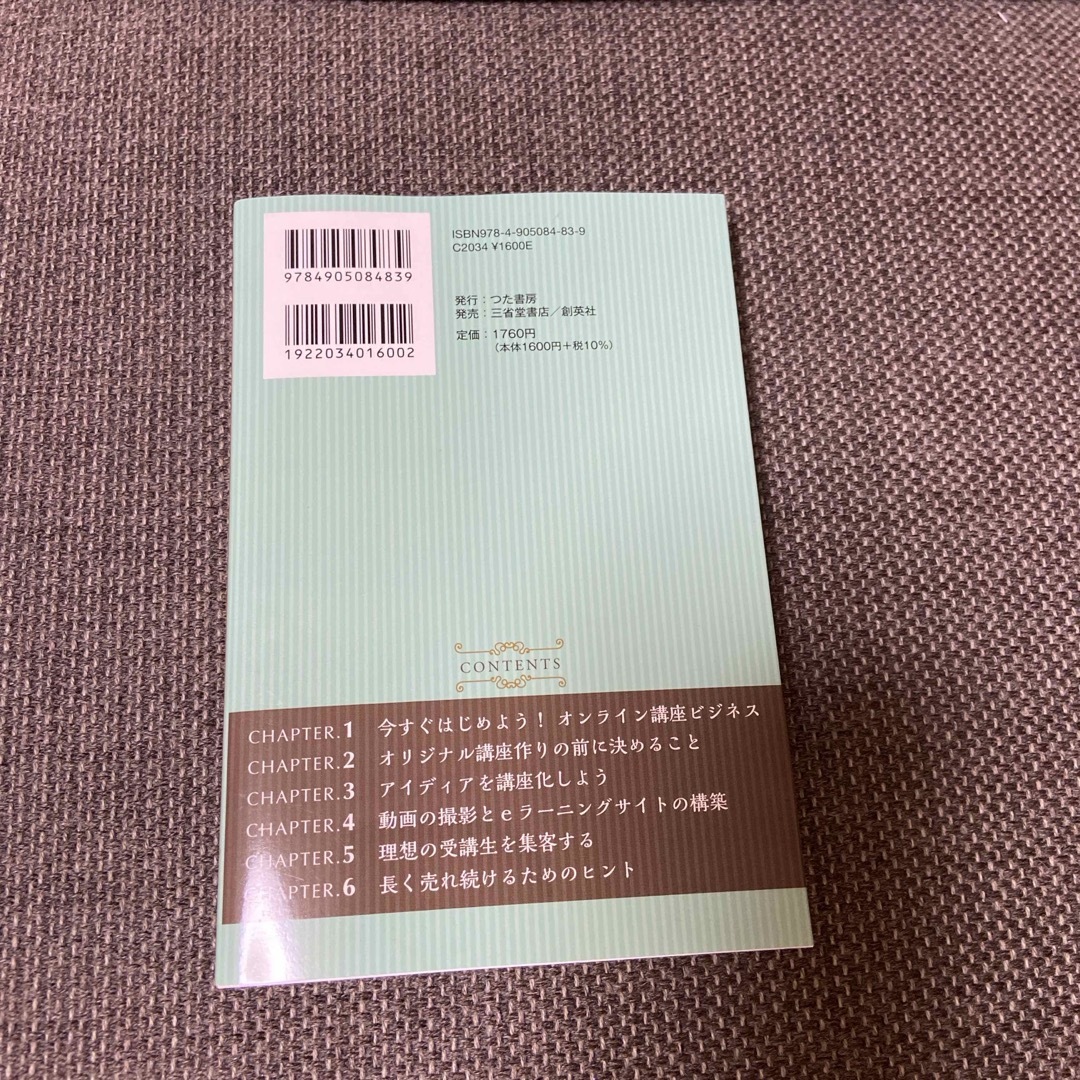 ISBN978-4-905084-83-9
C2034 ¥1600E
9784905084839
発行：つた書房
発売：三省堂書店／創英社
定価：1760円
（本体1600円＋税10%）
1922034016002
CONTENTS
CHAPTER.1 今すぐはじめよう！ オンライン講座ビジネス
CHAPTER.2 オリジナル講座作りの前に決めること
CHAPTER.3 アイディアを講座化しよう
CHAPTER.4 動画の撮影とeラーニングサイトの構築
CHAPTER.5 理想の受講生を集客する
CHAPTER.6 長く売れ続けるためのヒント